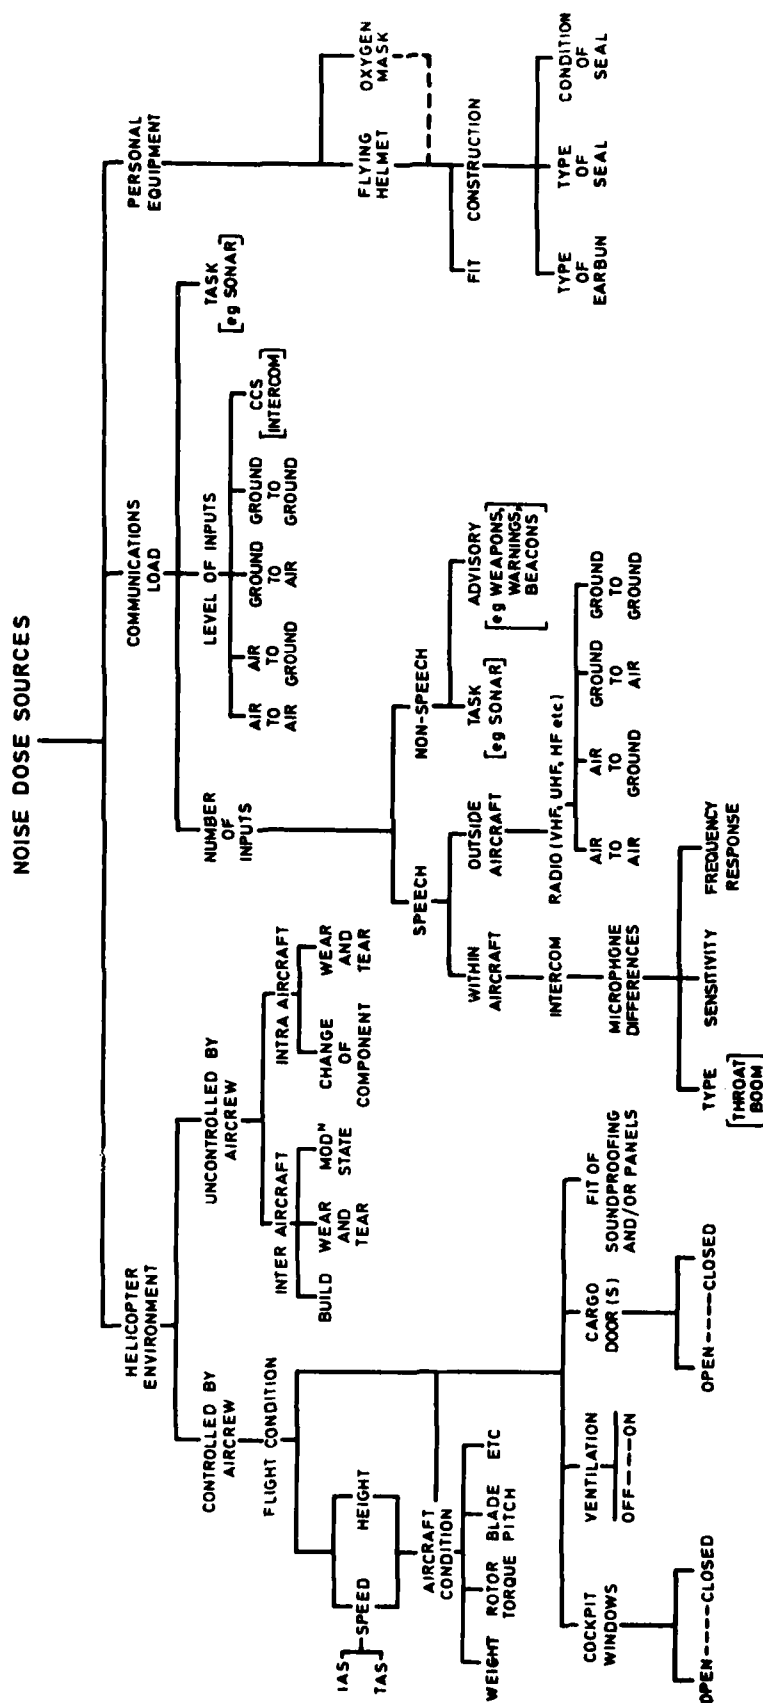 NOISE DOSE SOURCES
HELICOPTER
ENVIRONMENT
COMMUNICATIONS
LOAD
PERSONAL
EQUIPMENT
CONTROLLED BY
AIRCREW
UNCONTROLLED BY
AIRCREW
FLIGHT CONDITION
IAS
TAS
SPEED
HEIGHT
AIRCRAFT
CONDITION
WEIGHT
ROTOR
TORQUE
BLADE
PITCH
ETC
COCKPIT
WINDOWS
OPEN----CLOSED
VENTILATION
OFF----ON
CARGO
DOOR(S)
OPEN----CLOSED
FIT OF
SOUNDPROOFING
AND/OR PANELS
INTER AIRCRAFT
BUILD
WEAR
AND
TEAR
MODᴺ
STATE
INTRA AIRCRAFT
CHANGE
OF
COMPONENT
WEAR
AND
TEAR
NUMBER
OF
INPUTS
LEVEL OF INPUTS
TASK
[eg SONAR]
AIR
TO
AIR
AIR
TO
GROUND
GROUND
TO
AIR
GROUND
TO
GROUND
CCS
[INTERCOM]
SPEECH
NON-SPEECH
WITHIN
AIRCRAFT
OUTSIDE
AIRCRAFT
TASK
[eg SONAR]
ADVISORY
[eg WEAPONS,
WARNINGS,
BEACONS]
INTERCOM
RADIO (VHF, UHF, HF etc)
MICROPHONE
DIFFERENCES
AIR
TO
AIR
AIR
TO
GROUND
GROUND
TO
AIR
GROUND
TO
GROUND
TYPE
[THROAT
BOOM]
SENSITIVITY
FREQUENCY
RESPONSE
FLYING
HELMET
OXYGEN
MASK
FIT
CONSTRUCTION
TYPE
OF
EARBUN
TYPE
OF
SEAL
CONDITION
OF
SEAL